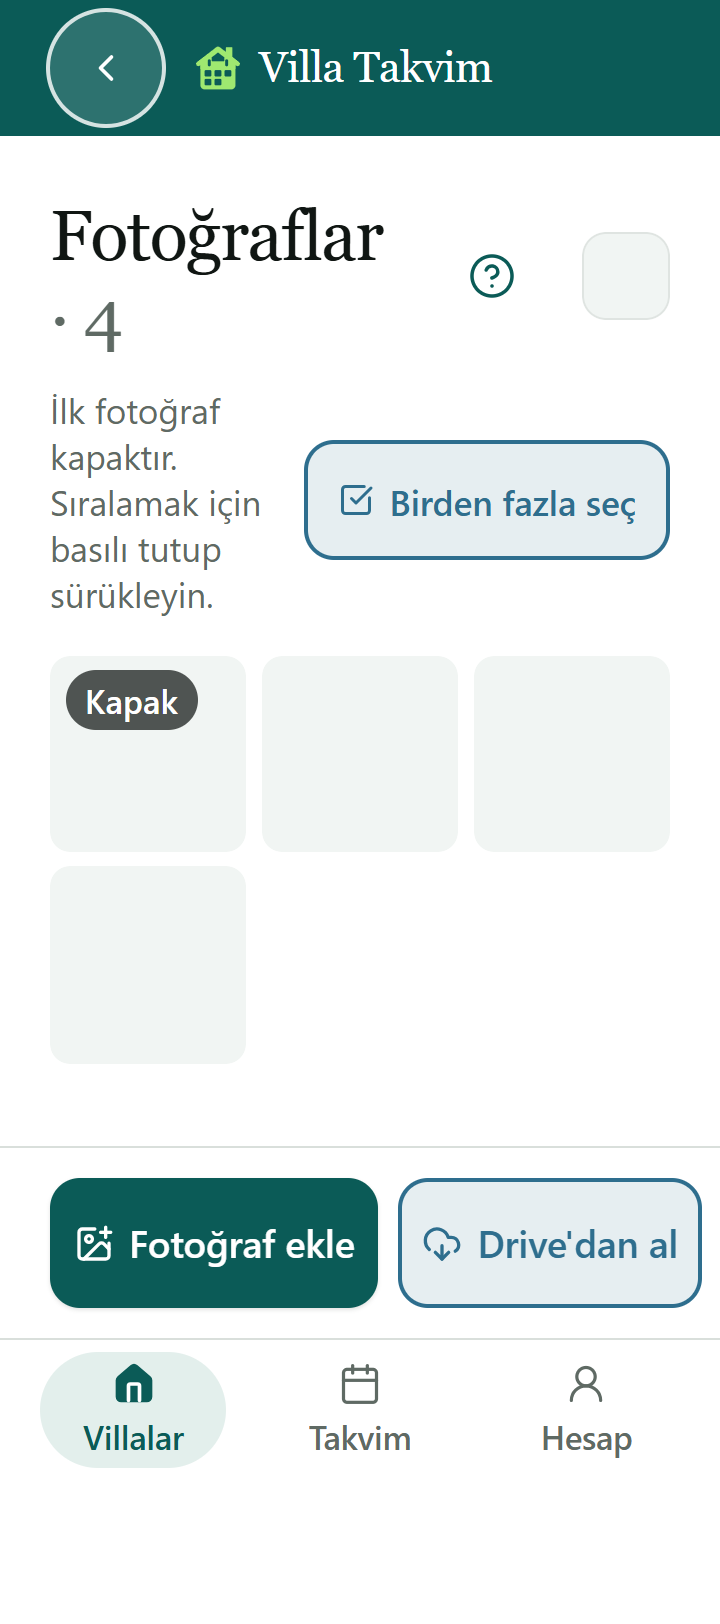 Villa Takvim
Fotoğraflar
· 4
İlk fotoğraf
kapaktır.
Sıralamak için
basılı tutup
sürükleyin.
Birden fazla seç
Kapak
Fotoğraf ekle
Drive'dan al
Villalar
Takvim
Hesap